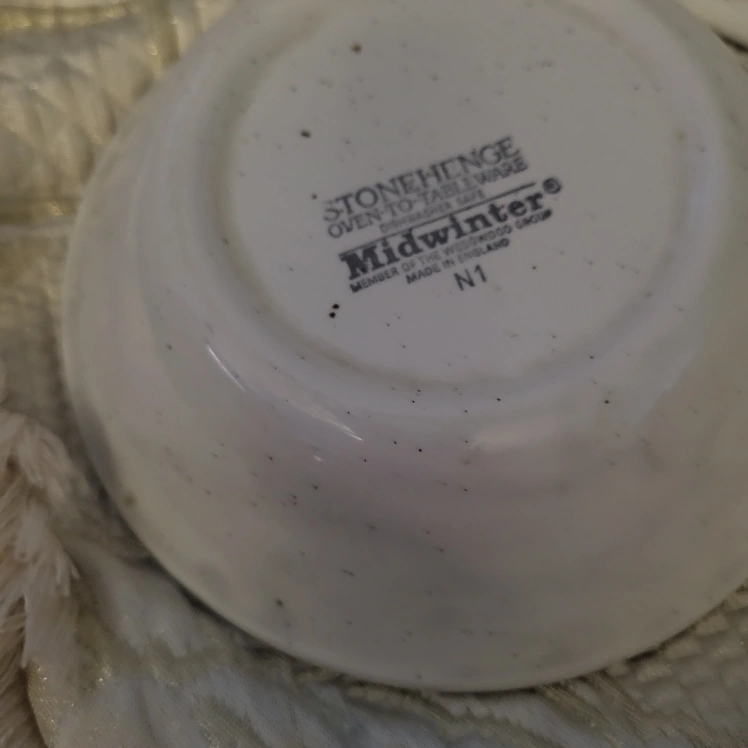 STONEHENGE
OVEN-TO-TABLEWARE
DISHWASHER SAFE
Midwinter®
MEMBER OF THE WEDGWOOD GROUP
MADE IN ENGLAND
N1